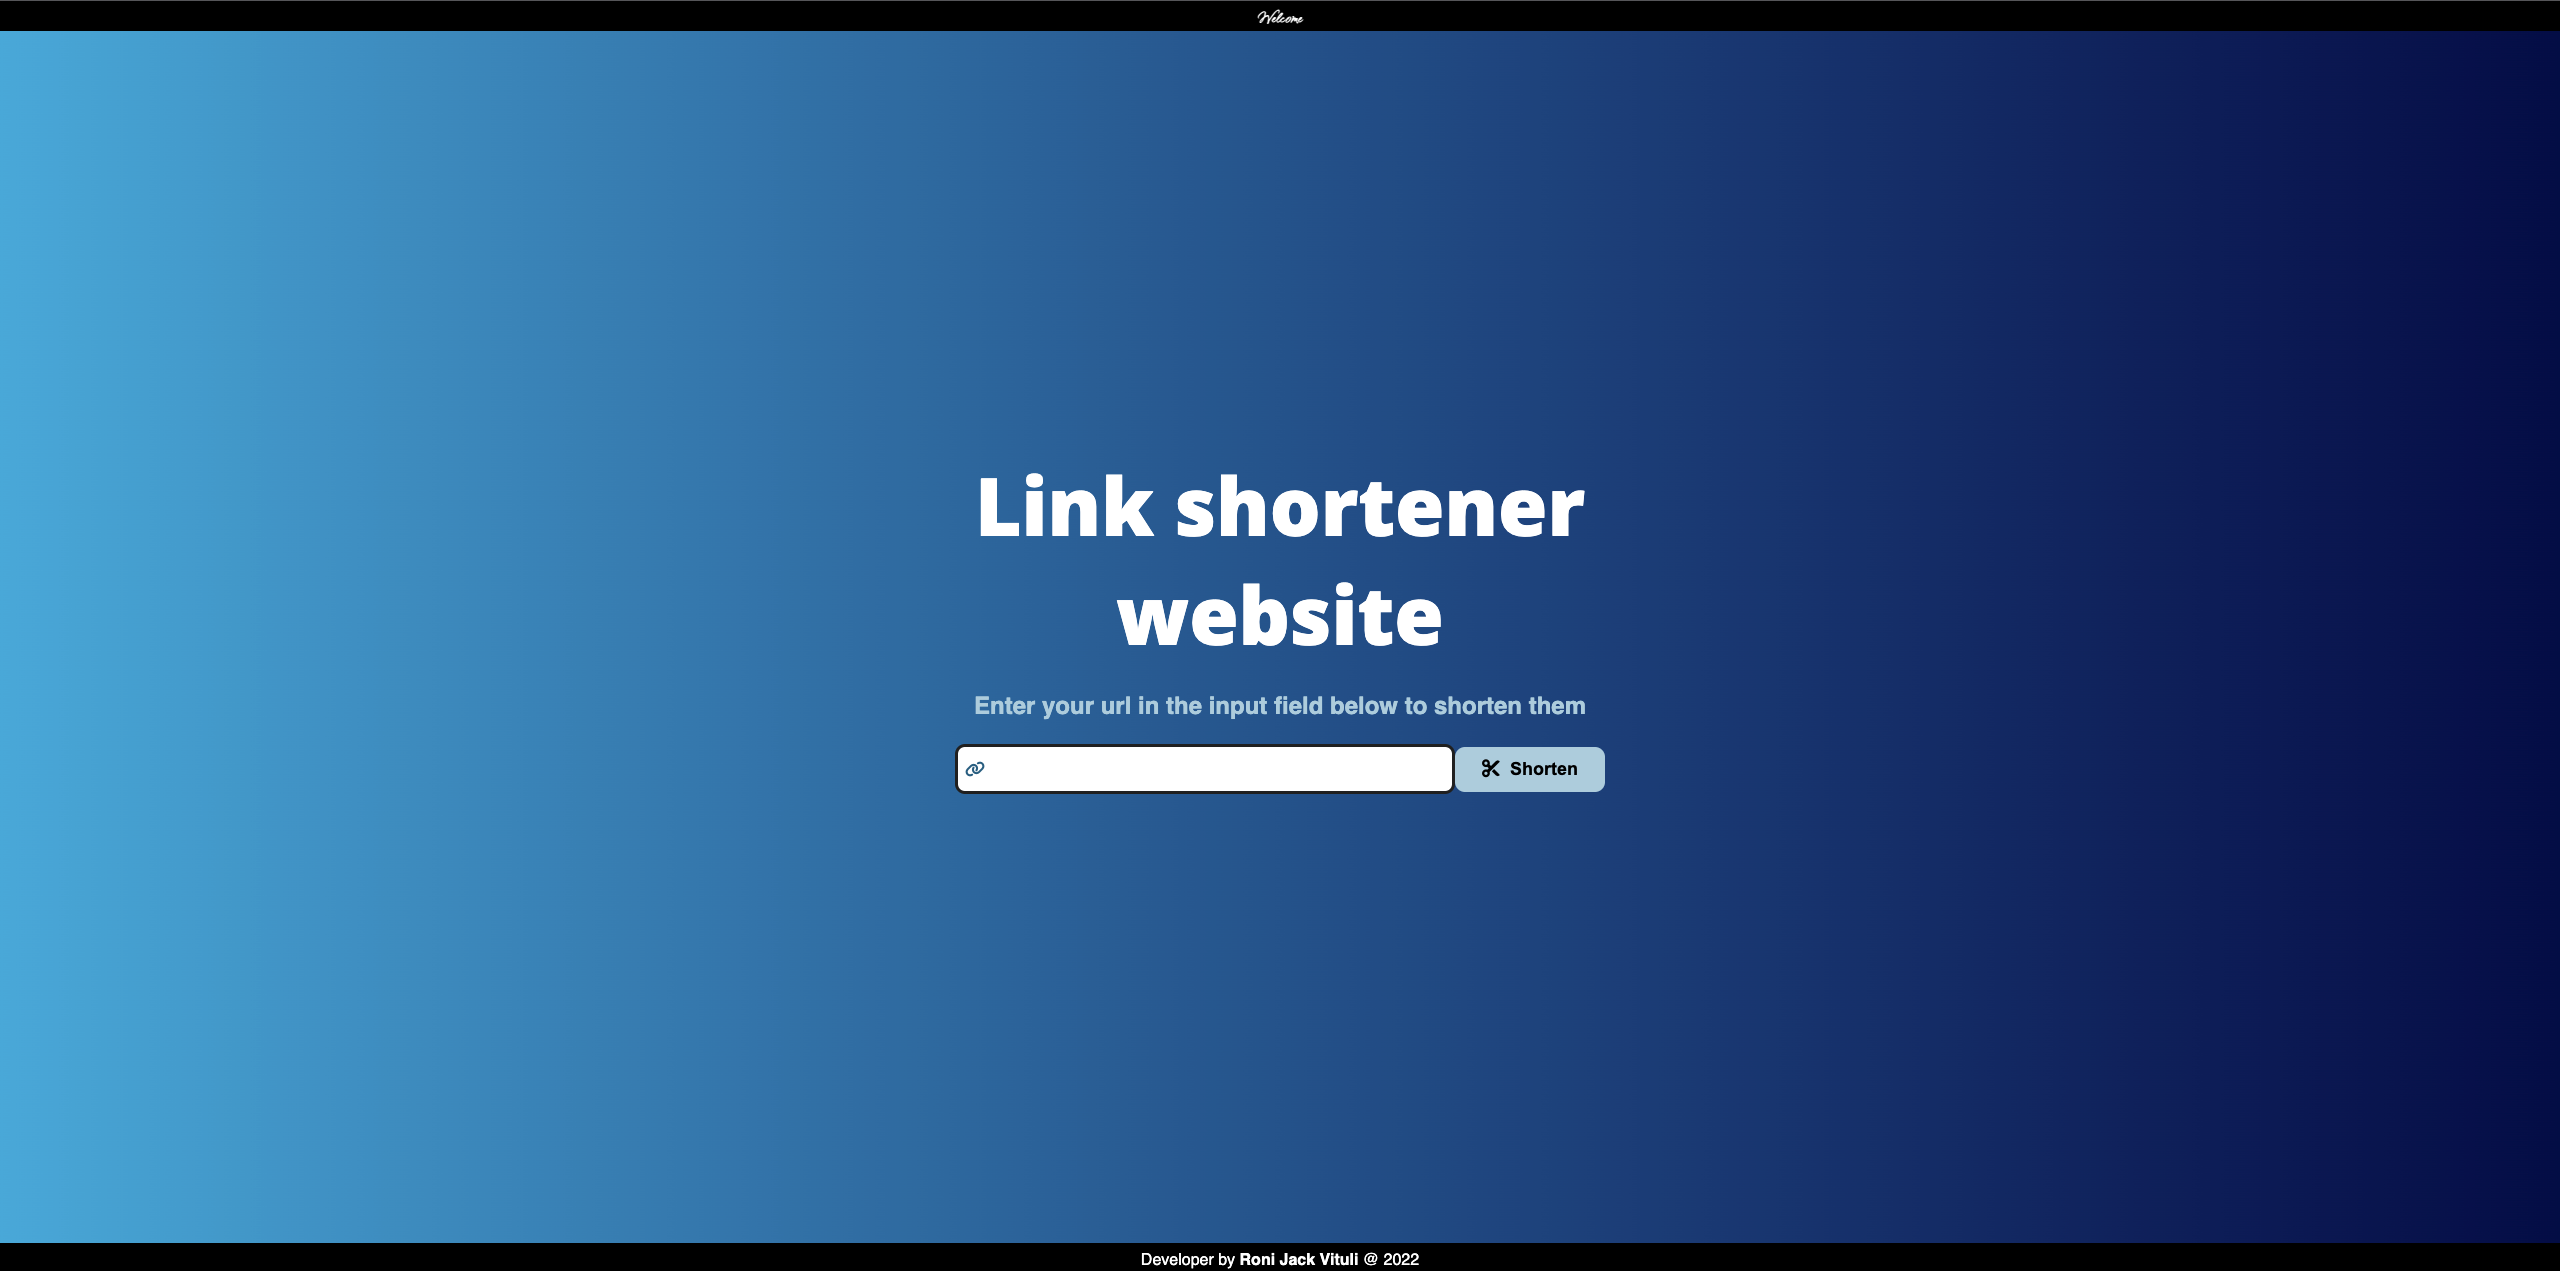 Welcome
Link shortener
website
Enter your url in the input field below to shorten them
Shorten
Developer by Roni Jack Vituli @ 2022